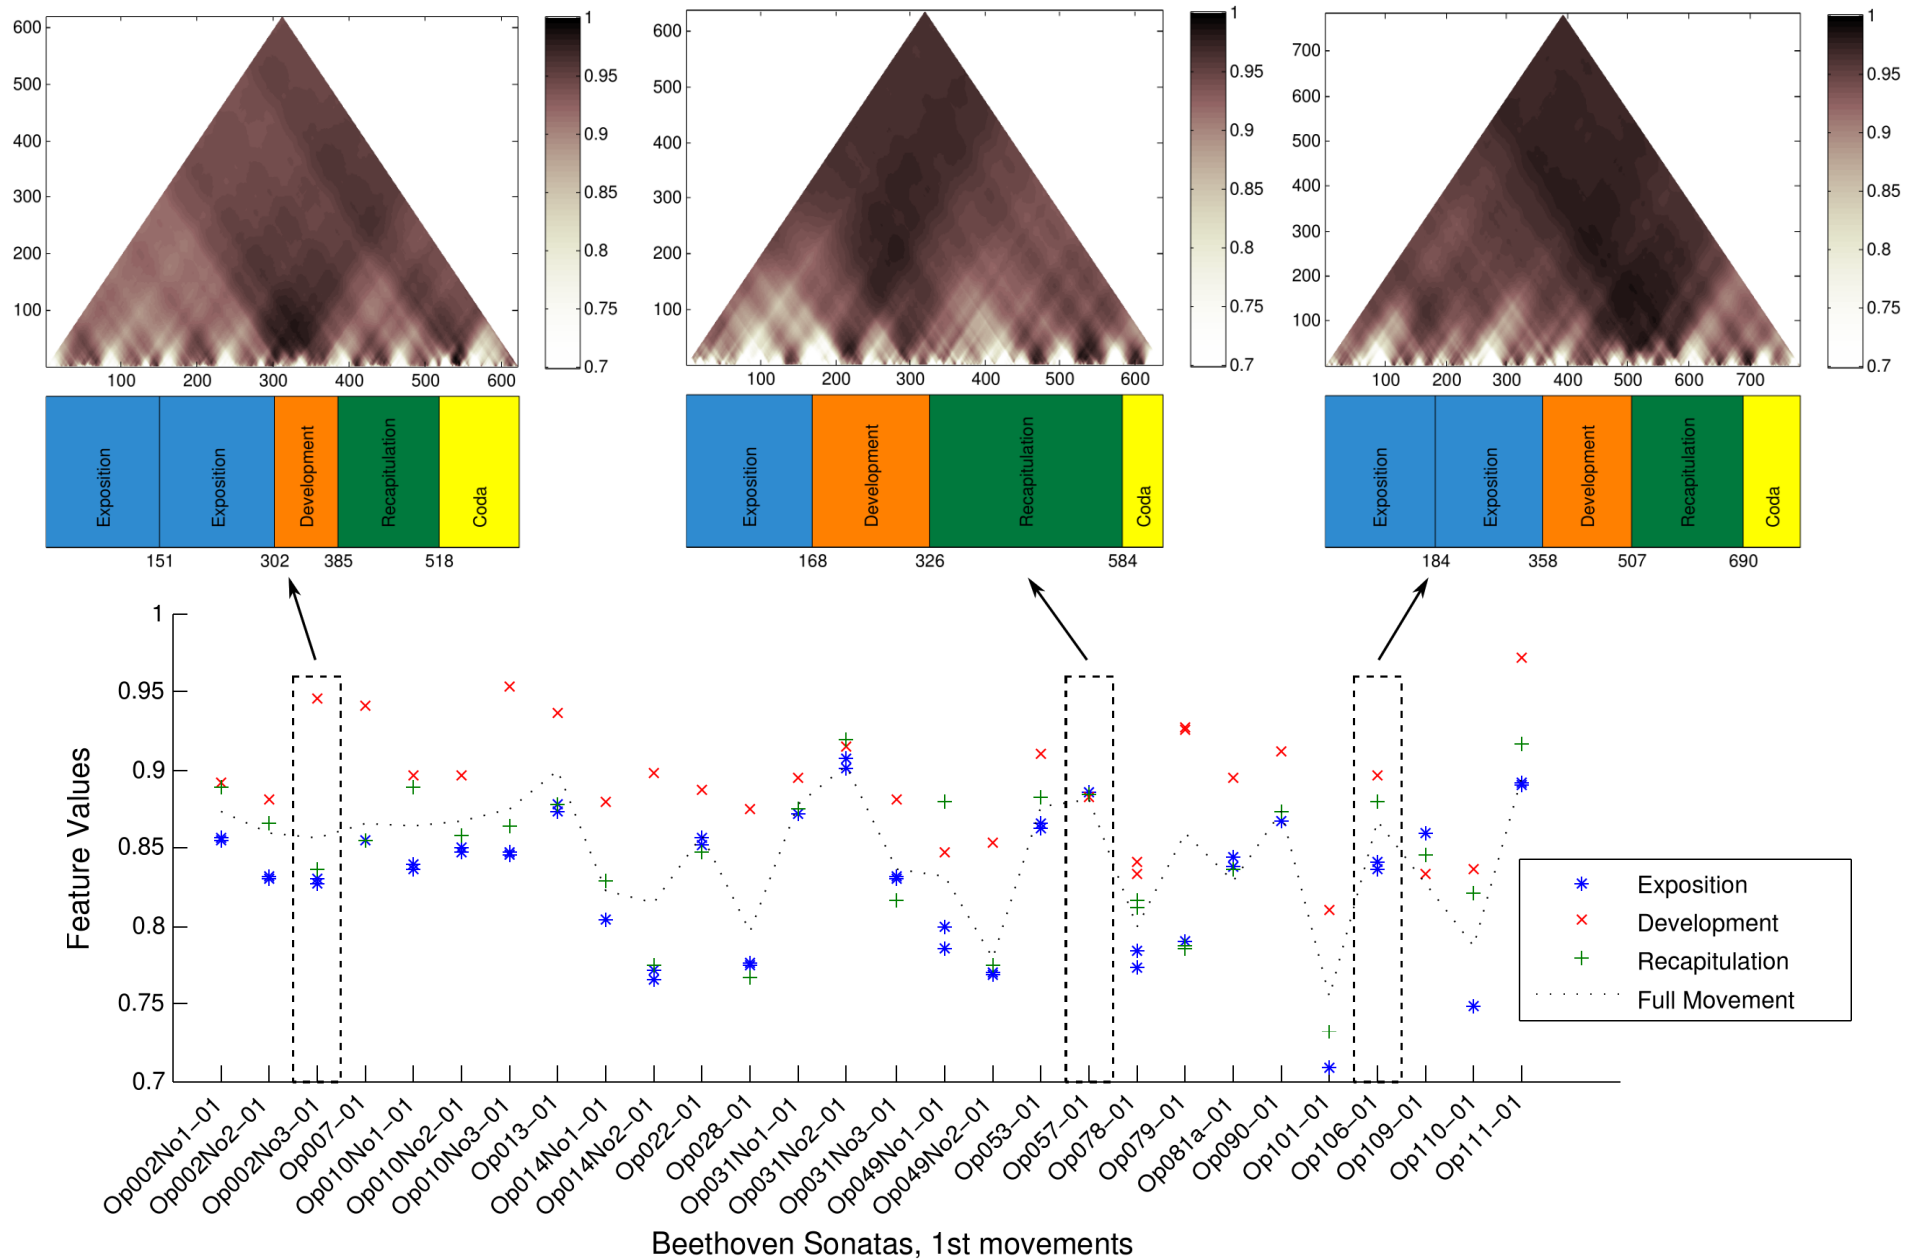 600
500
400
300
200
100
100 200 300 400 500 600
1
0.95
0.9
0.85
0.8
0.75
0.7
600
500
400
300
200
100
100 200 300 400 500 600
1
0.95
0.9
0.85
0.8
0.75
0.7
700
600
500
400
300
200
100
100 200 300 400 500 600 700
1
0.95
0.9
0.85
0.8
0.75
0.7
Exposition
Exposition
Development
Recapitulation
Coda
151 302 385 518
Exposition
Development
Recapitulation
Coda
168 326 584
Exposition
Exposition
Development
Recapitulation
Coda
184 358 507 690
Feature Values
1
0.95
0.9
0.85
0.8
0.75
0.7
Exposition
Development
Recapitulation
Full Movement
Op002No1−01
Op002No2−01
Op002No3−01
Op007−01
Op010No1−01
Op010No2−01
Op010No3−01
Op013−01
Op014No1−01
Op014No2−01
Op022−01
Op028−01
Op031No1−01
Op031No2−01
Op031No3−01
Op049No1−01
Op049No2−01
Op053−01
Op057−01
Op078−01
Op079−01
Op081a−01
Op090−01
Op101−01
Op106−01
Op109−01
Op110−01
Op111−01
Beethoven Sonatas, 1st movements